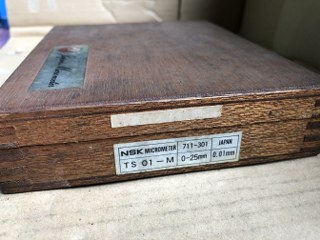 NSK MICROMETER 711-301 JAPAN
TS 01-M 0-25mm 0.01mm